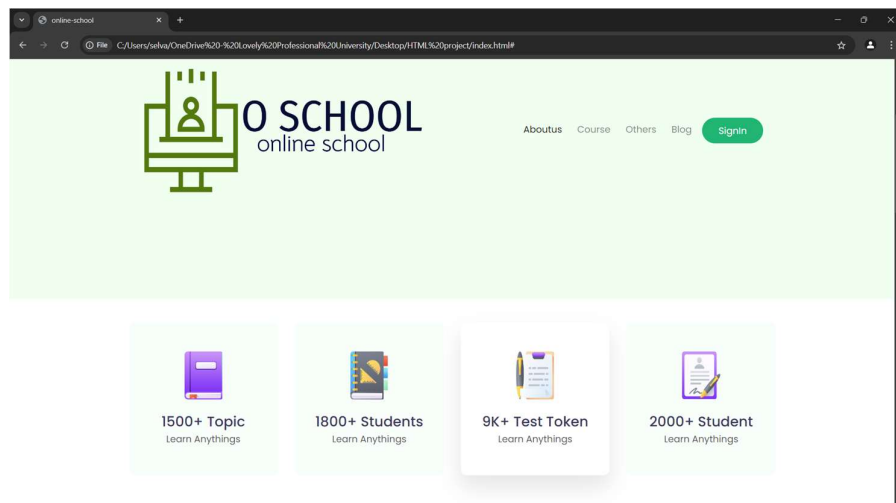 online-school
File C:/Users/selva/OneDrive%20-%20Lovely%20Professional%20University/Desktop/HTML%20project/index.html#
O SCHOOL
online school
Aboutus Course Others Blog SignIn
1500+ Topic
Learn Anythings
1800+ Students
Learn Anythings
9K+ Test Token
Learn Anythings
2000+ Student
Learn Anythings